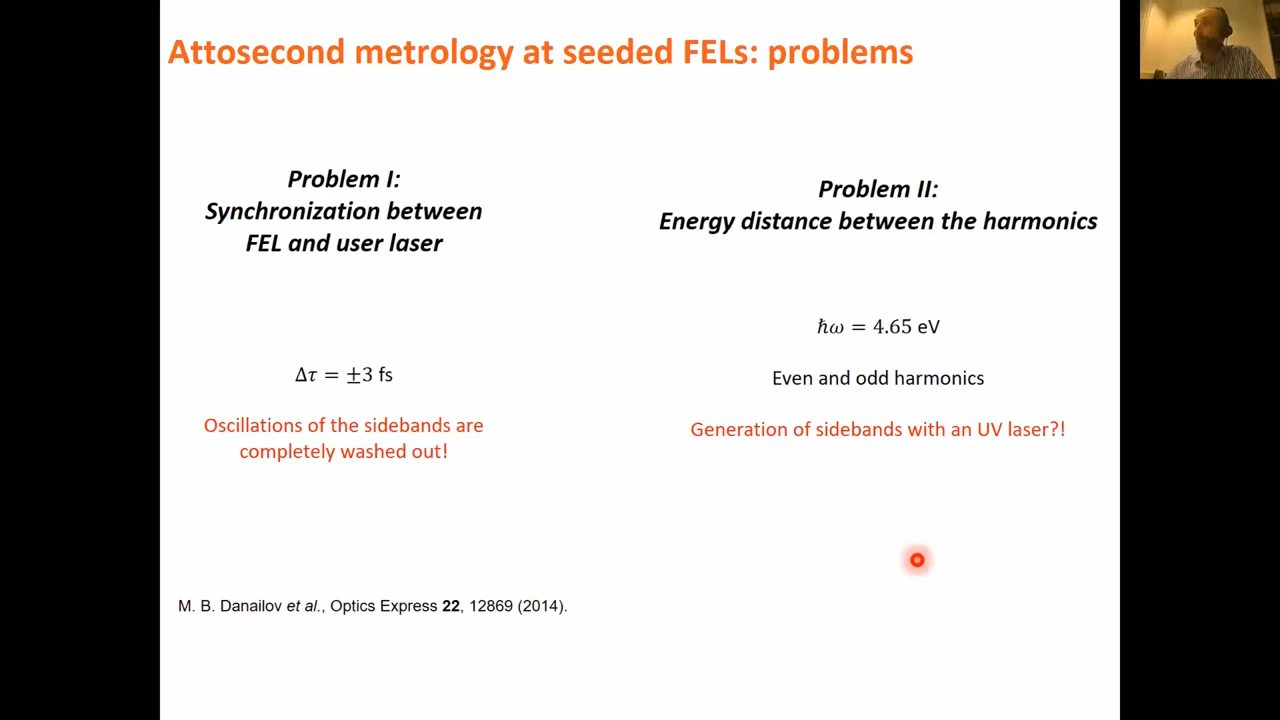 Attosecond metrology at seeded FELs: problems
Problem I:
Synchronization between
FEL and user laser
Δτ = ±3 fs
Oscillations of the sidebands are
completely washed out!
Problem II:
Energy distance between the harmonics
ℏω = 4.65 eV
Even and odd harmonics
Generation of sidebands with an UV laser?!
M. B. Danailov et al., Optics Express 22, 12869 (2014).